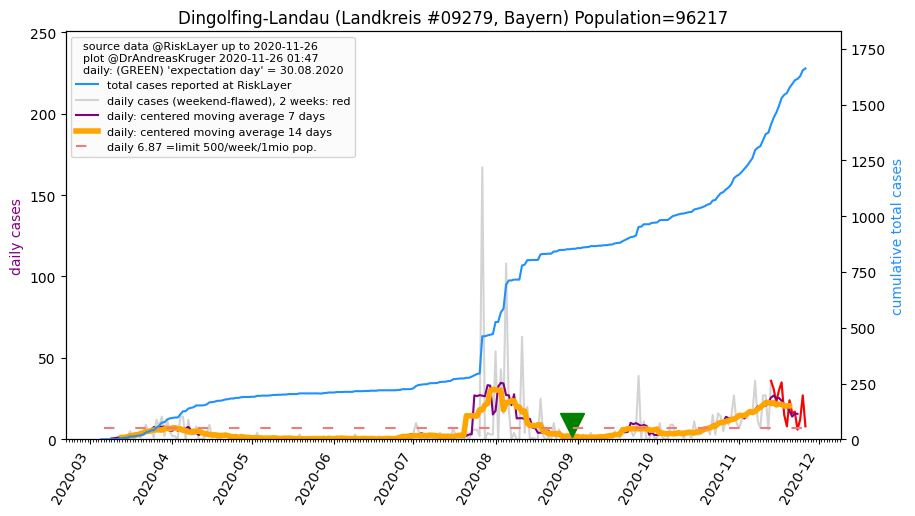 Dingolfing-Landau (Landkreis #09279, Bayern) Population=96217
source data @RiskLayer up to 2020-11-26
plot @DrAndreasKruger 2020-11-26 01:47
daily: (GREEN) 'expectation day' = 30.08.2020
total cases reported at RiskLayer
daily cases (weekend-flawed), 2 weeks: red
daily: centered moving average 7 days
daily: centered moving average 14 days
daily 6.87 =limit 500/week/1mio pop.
daily cases
250
200
150
100
50
0
cumulative total cases
1750
1500
1250
1000
750
500
250
0
2020-03
2020-04
2020-05
2020-06
2020-07
2020-08
2020-09
2020-10
2020-11
2020-12